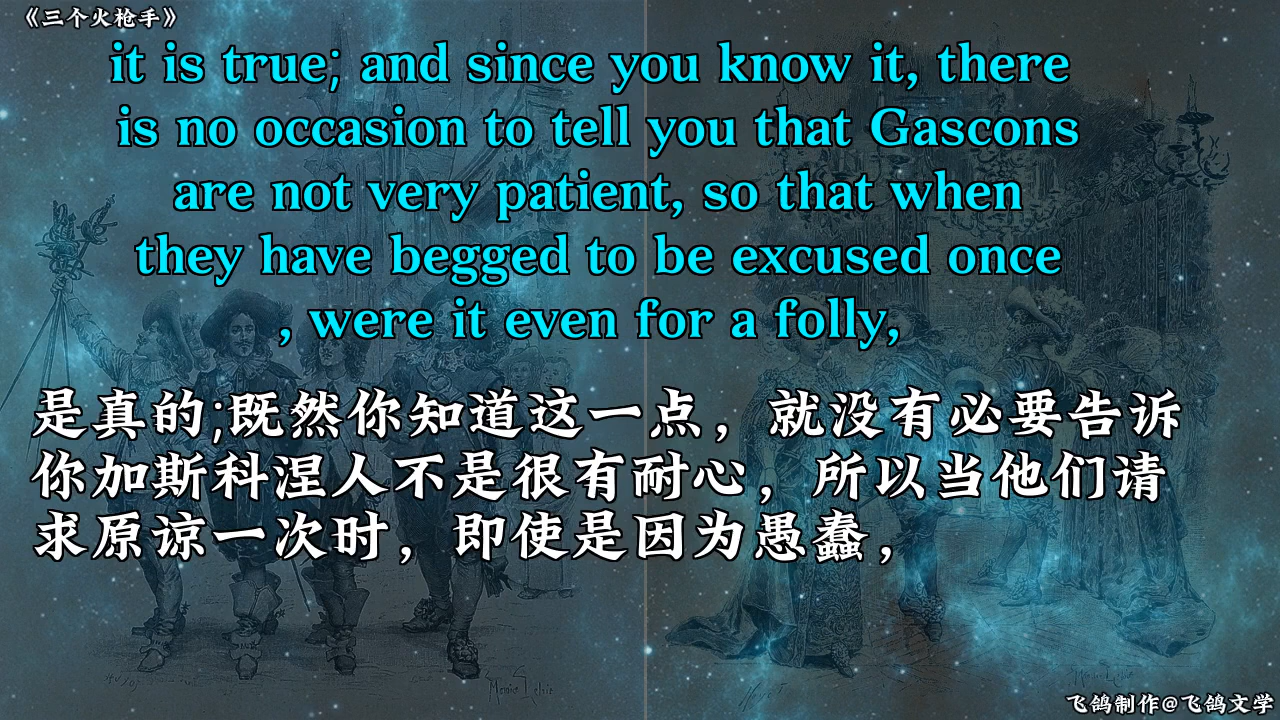 《三个火枪手》
it is true; and since you know it, there
is no occasion to tell you that Gascons
are not very patient, so that when
they have begged to be excused once
, were it even for a folly,
是真的;既然你知道这一点，就没有必要告诉
你加斯科涅人不是很有耐心，所以当他们请
求原谅一次时，即使是因为愚蠢，
飞鸽制作@飞鸽文学